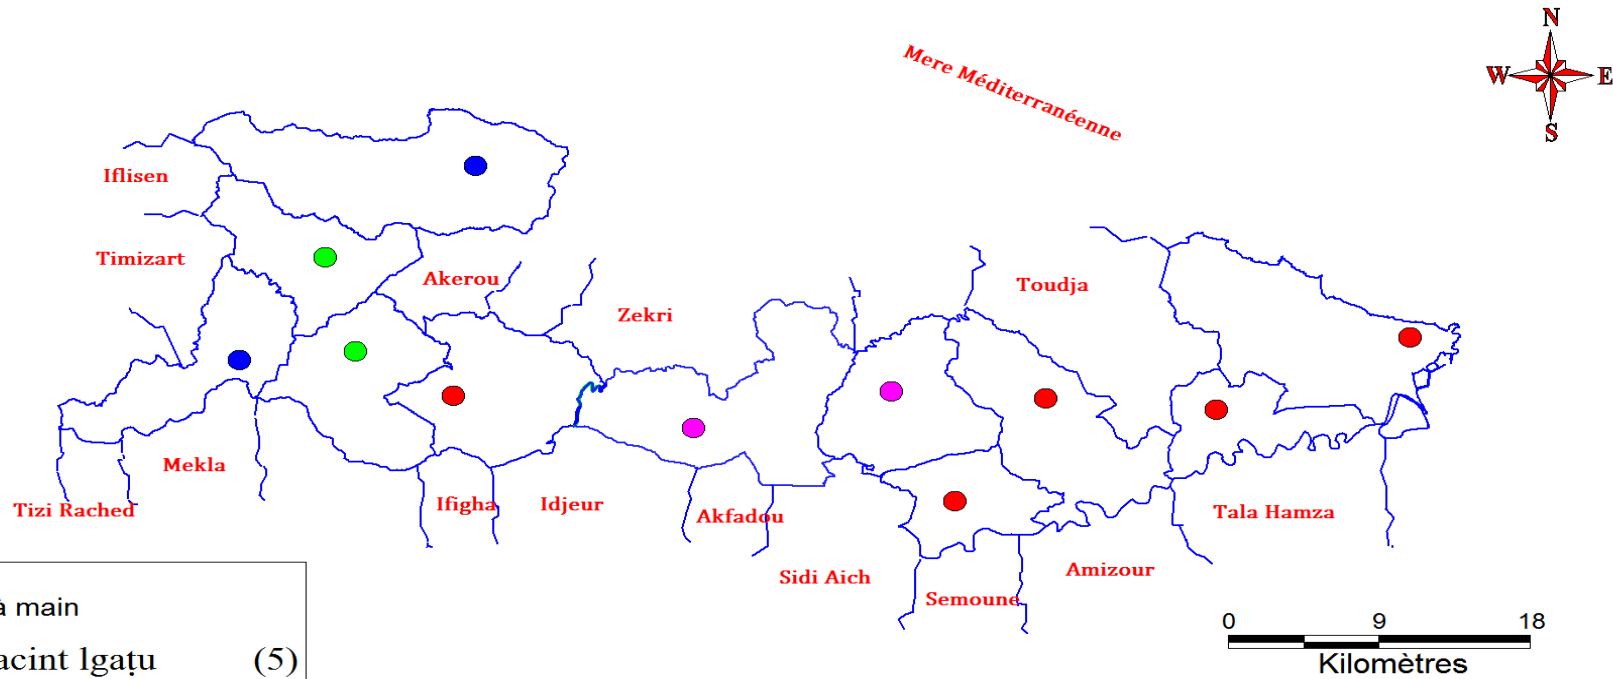 N
W E
S
Mere Méditerranéenne
Iflisen
Timizart
Akerou
Toudja
Zekri
Mekla
Tizi Rached
Ifigha
Idjeur
Akfadou
Tala Hamza
Sidi Aich
Amizour
Semoune
à main
acint lgaṭu (5)
0 9 18
Kilomètres